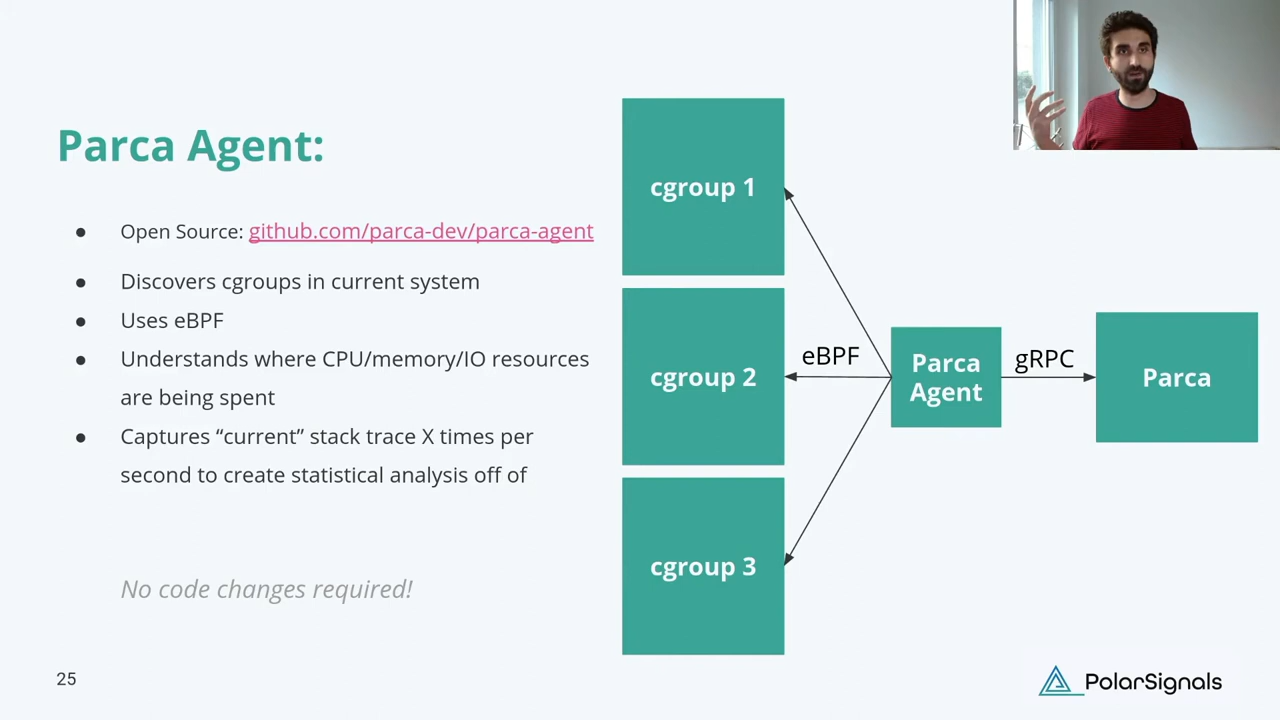 Parca Agent:
● Open Source: github.com/parca-dev/parca-agent
● Discovers cgroups in current system
● Uses eBPF
● Understands where CPU/memory/IO resources
are being spent
● Captures “current” stack trace X times per
second to create statistical analysis off of
No code changes required!
cgroup 1
cgroup 2
cgroup 3
eBPF
Parca
Agent
gRPC
Parca
25
PolarSignals